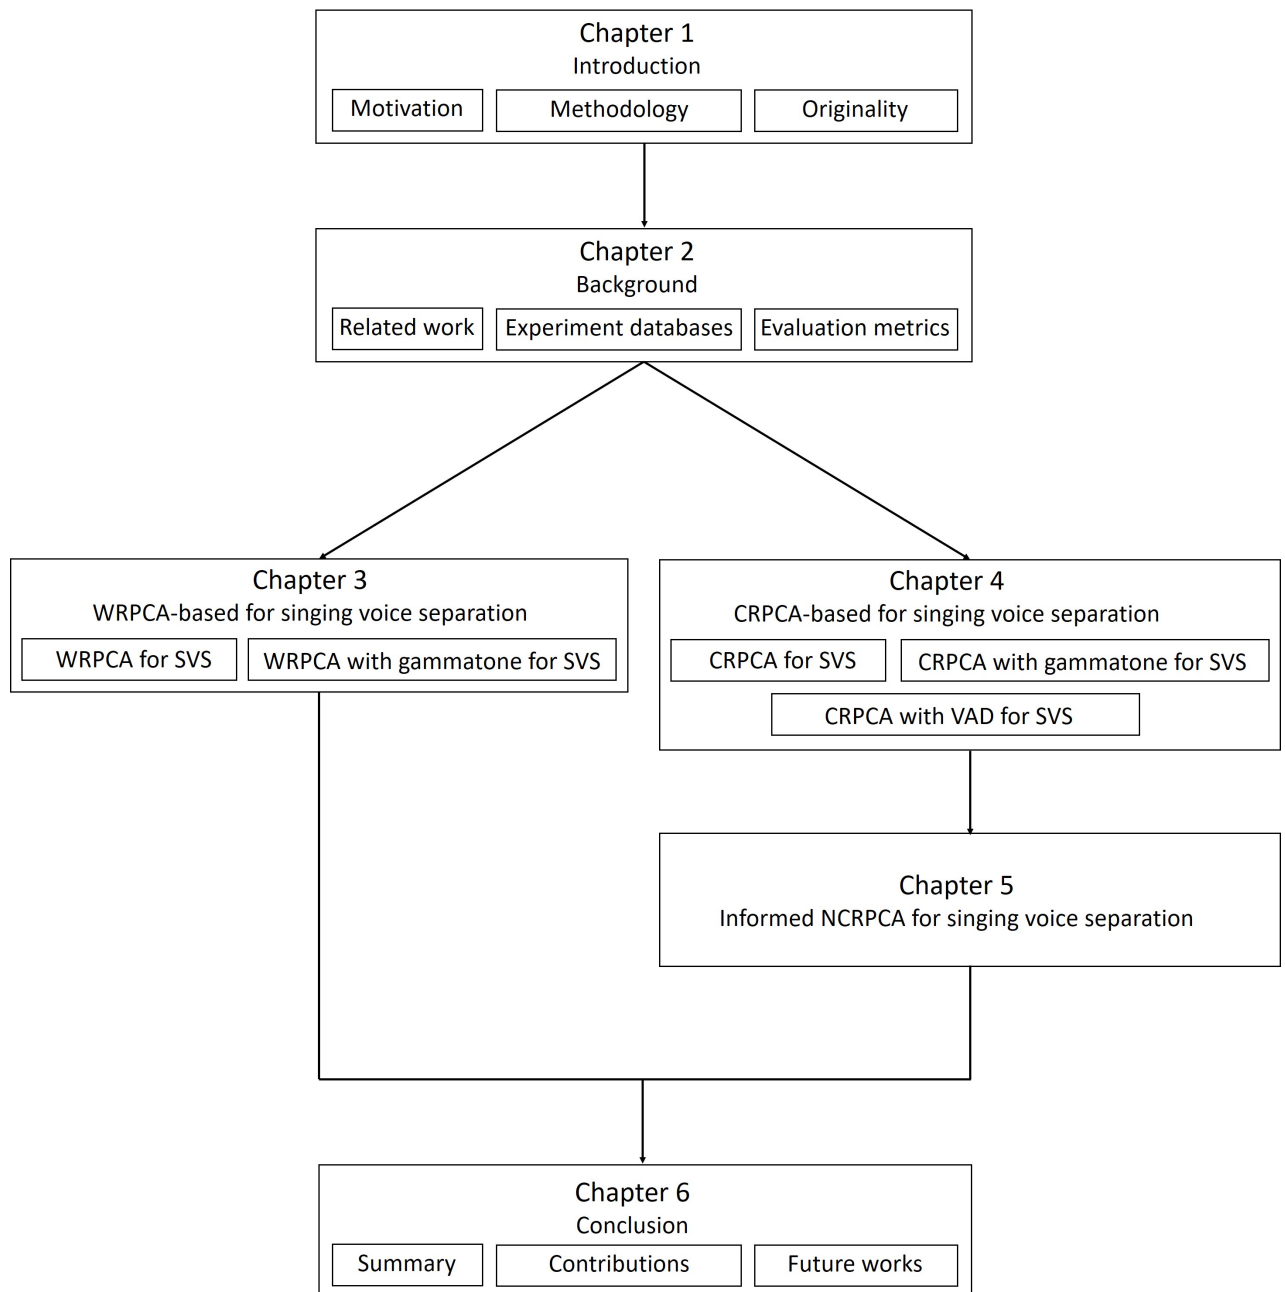 Chapter 1
Introduction
Motivation
Methodology
Originality
Chapter 2
Background
Related work
Experiment databases
Evaluation metrics
Chapter 3
WRPCA-based for singing voice separation
WRPCA for SVS
WRPCA with gammatone for SVS
Chapter 4
CRPCA-based for singing voice separation
CRPCA for SVS
CRPCA with gammatone for SVS
CRPCA with VAD for SVS
Chapter 5
Informed NCRPCA for singing voice separation
Chapter 6
Conclusion
Summary
Contributions
Future works